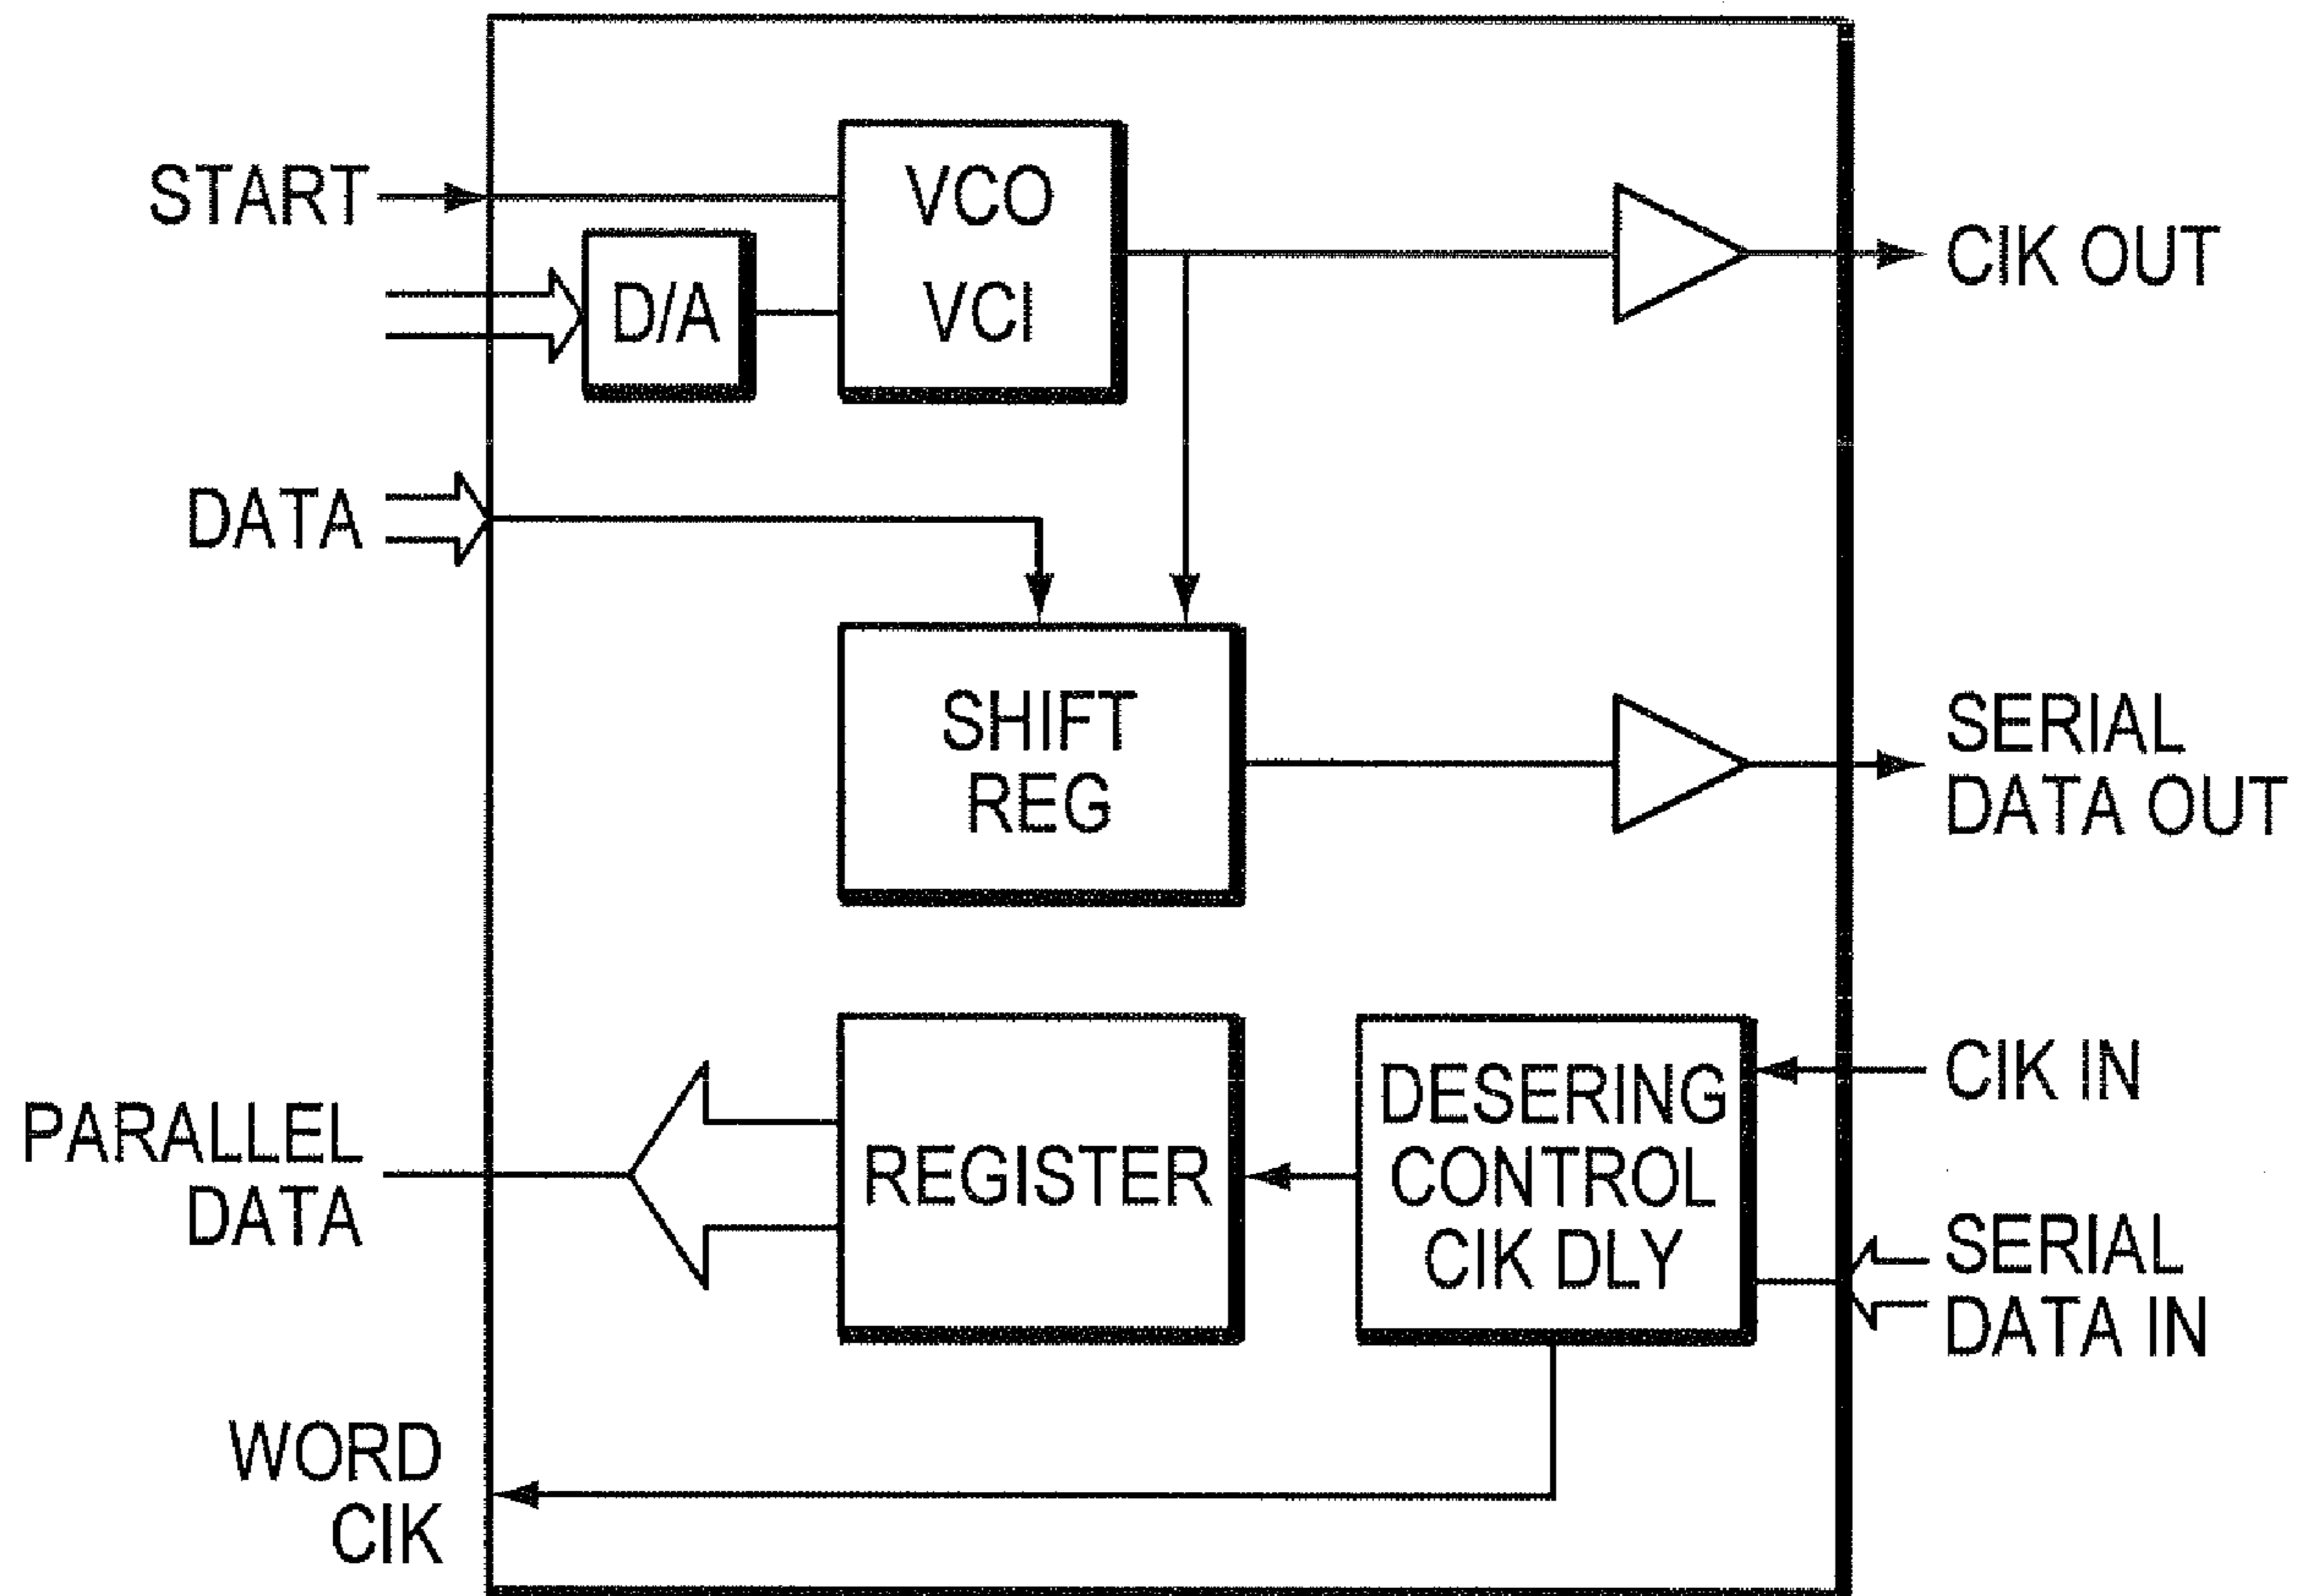 START
VCO
VCI
D/A
CIK OUT
DATA
SHIFT
REG
SERIAL
DATA OUT
PARALLEL
DATA
REGISTER
DESERING
CONTROL
CIK DLY
CIK IN
SERIAL
DATA IN
WORD
CIK